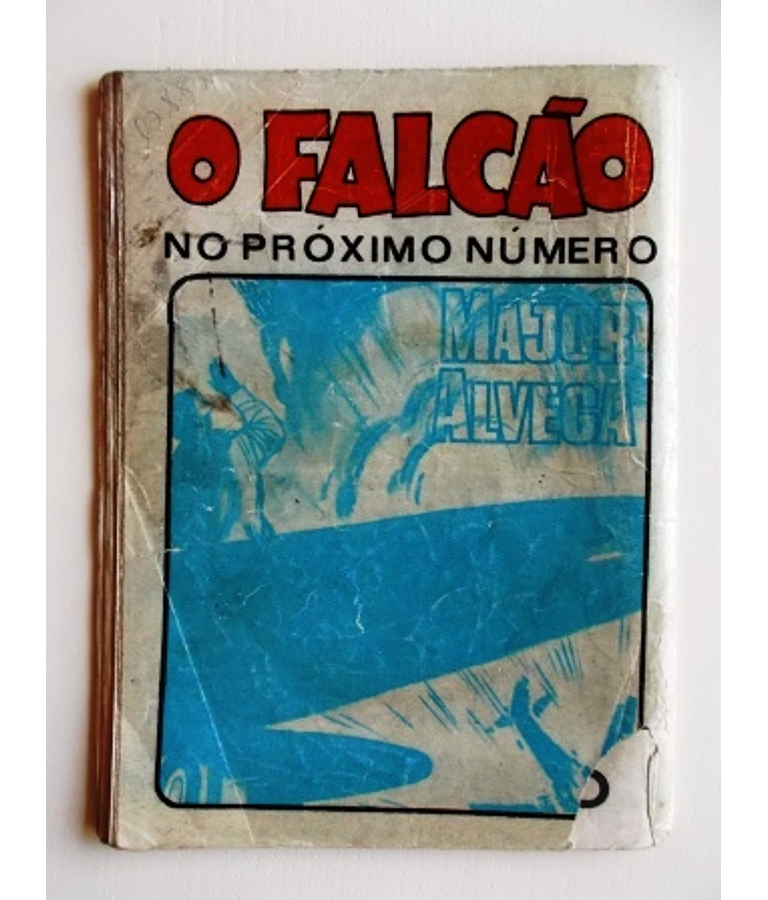 O FALCÃO
NO PRÓXIMO NÚMERO
MAJOR
ALVEGA